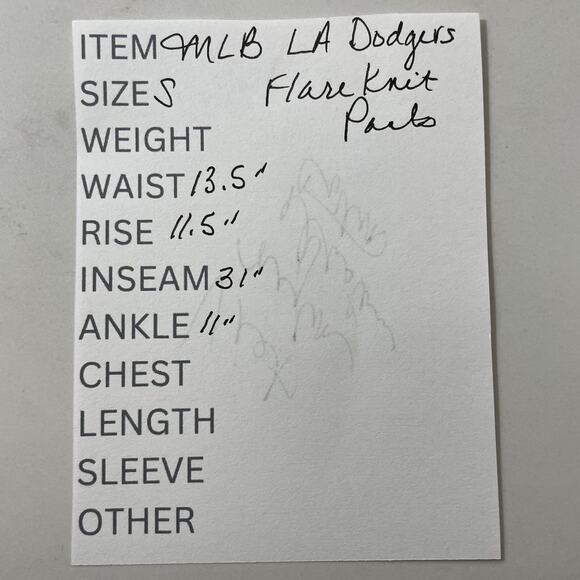 ITEM MLB LA Dodgers
SIZE S Flare Knit
Pants
WEIGHT
WAIST 13.5"
RISE 11.5"
INSEAM 31"
ANKLE 11"
CHEST
LENGTH
SLEEVE
OTHER